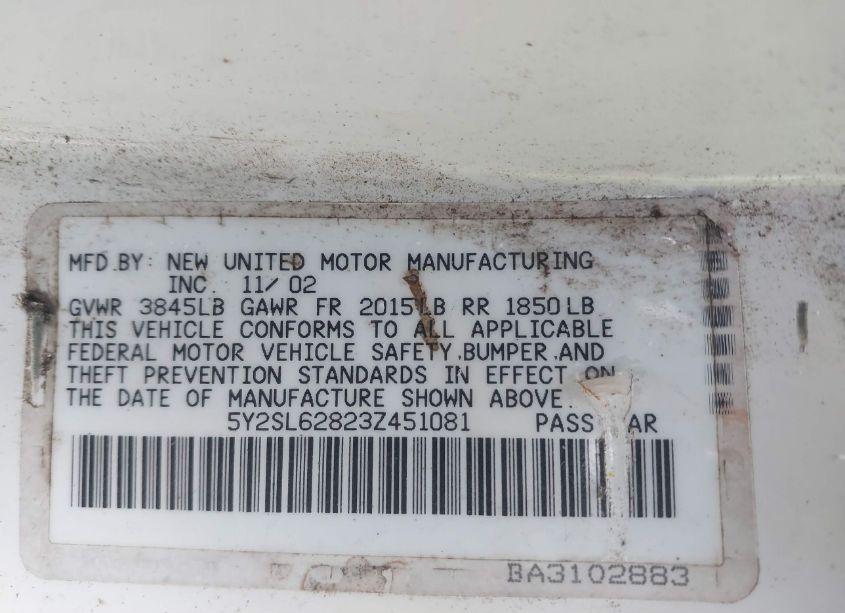 MFD.BY: NEW UNITED MOTOR MANUFACTURING
INC. 11/02
GVWR 3845LB GAWR FR 2015LB RR 1850LB
THIS VEHICLE CONFORMS TO ALL APPLICABLE
FEDERAL MOTOR VEHICLE SAFETY,BUMPER,AND
THEFT PREVENTION STANDARDS IN EFFECT ON
THE DATE OF MANUFACTURE SHOWN ABOVE.
5Y2SL62823Z451081 PASS CAR
BA3102883